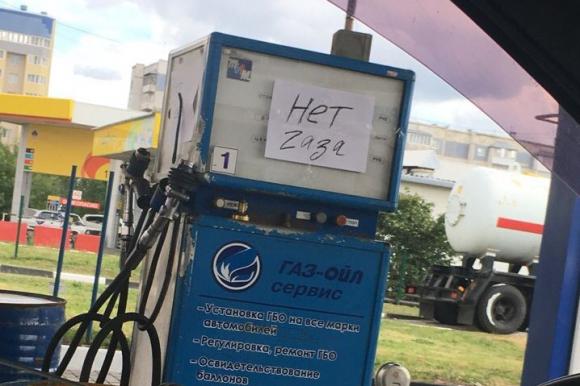 Нет
газа
1
ГАЗ-ОЙЛ
сервис
- Установка ГБО на все марки
автомобилей
- Регулировка, ремонт ГБО
- Освидетельствование
баллонов